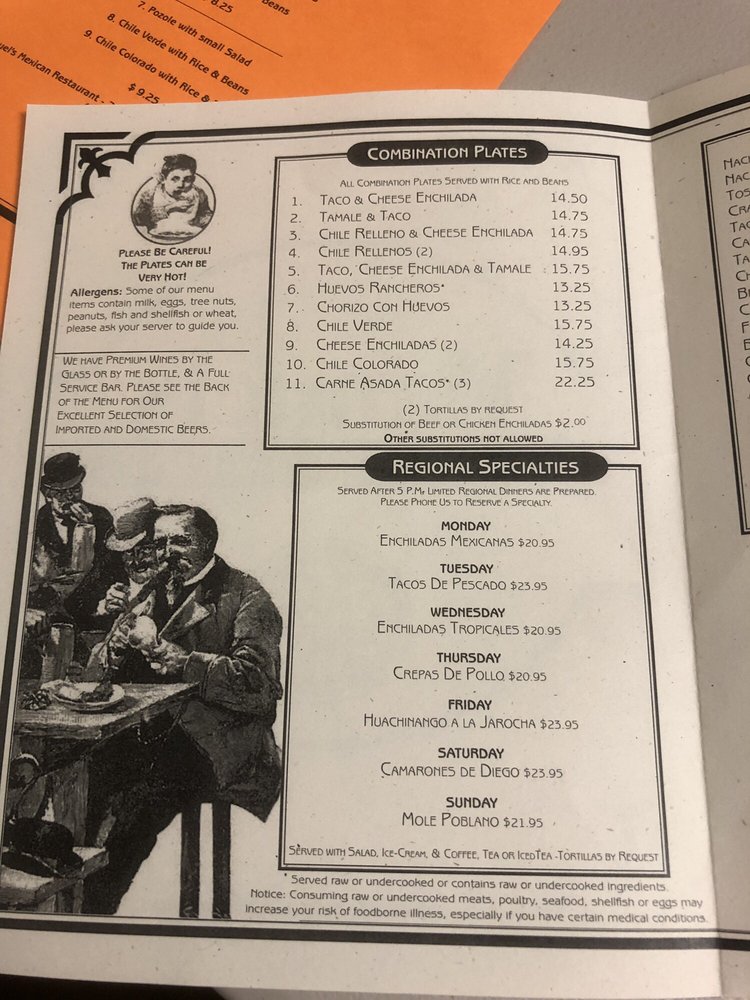 8.25
Beans
7. Pozole with small Salad
8. Chile Verde with Rice & Beans
9. Chile Colorado with Rice &
$ 9.25
Mexican Restaurant -
PLEASE BE CAREFUL!
THE PLATES CAN BE
VERY HOT!
Allergens: Some of our menu
items contain milk, eggs, tree nuts,
peanuts, fish and shellfish or wheat,
please ask your server to guide you.
WE HAVE PREMIUM WINES BY THE
GLASS OR BY THE BOTTLE, & A FULL
SERVICE BAR. PLEASE SEE THE BACK
OF THE MENU FOR OUR
EXCELLENT SELECTION OF
IMPORTED AND DOMESTIC BEERS.
COMBINATION PLATES
ALL COMBINATION PLATES SERVED WITH RICE AND BEANS
1. TACO & CHEESE ENCHILADA 14.50
2. TAMALE & TACO 14.75
3. CHILE RELLENO & CHEESE ENCHILADA 14.75
4. CHILE RELLENOS (2) 14.95
5. TACO, CHEESE ENCHILADA & TAMALE 15.75
6. HUEVOS RANCHEROS* 13.25
7. CHORIZO CON HUEVOS 13.25
8. CHILE VERDE 15.75
9. CHEESE ENCHILADAS (2) 14.25
10. CHILE COLORADO 15.75
11. CARNE ASADA TACOS* (3) 22.25
(2) TORTILLAS BY REQUEST
SUBSTITUTION OF BEEF OR CHICKEN ENCHILADAS $2.00
OTHER SUBSTITUTIONS NOT ALLOWED
REGIONAL SPECIALTIES
SERVED AFTER 5 P.M. LIMITED REGIONAL DINNERS ARE PREPARED.
PLEASE PHONE US TO RESERVE A SPECIALTY.
MONDAY
ENCHILADAS MEXICANAS $20.95
TUESDAY
TACOS DE PESCADO $23.95
WEDNESDAY
ENCHILADAS TROPICALES $20.95
THURSDAY
CREPAS DE POLLO $20.95
FRIDAY
HUACHINANGO A LA JAROCHA $23.95
SATURDAY
CAMARONES DE DIEGO $23.95
SUNDAY
MOLE POBLANO $21.95
SERVED WITH SALAD, ICE-CREAM, & COFFEE, TEA OR ICED TEA -TORTILLAS BY REQUEST
* Served raw or undercooked or contains raw or undercooked ingredients.
Notice: Consuming raw or undercooked meats, poultry, seafood, shellfish or eggs may
increase your risk of foodborne illness, especially if you have certain medical conditions.